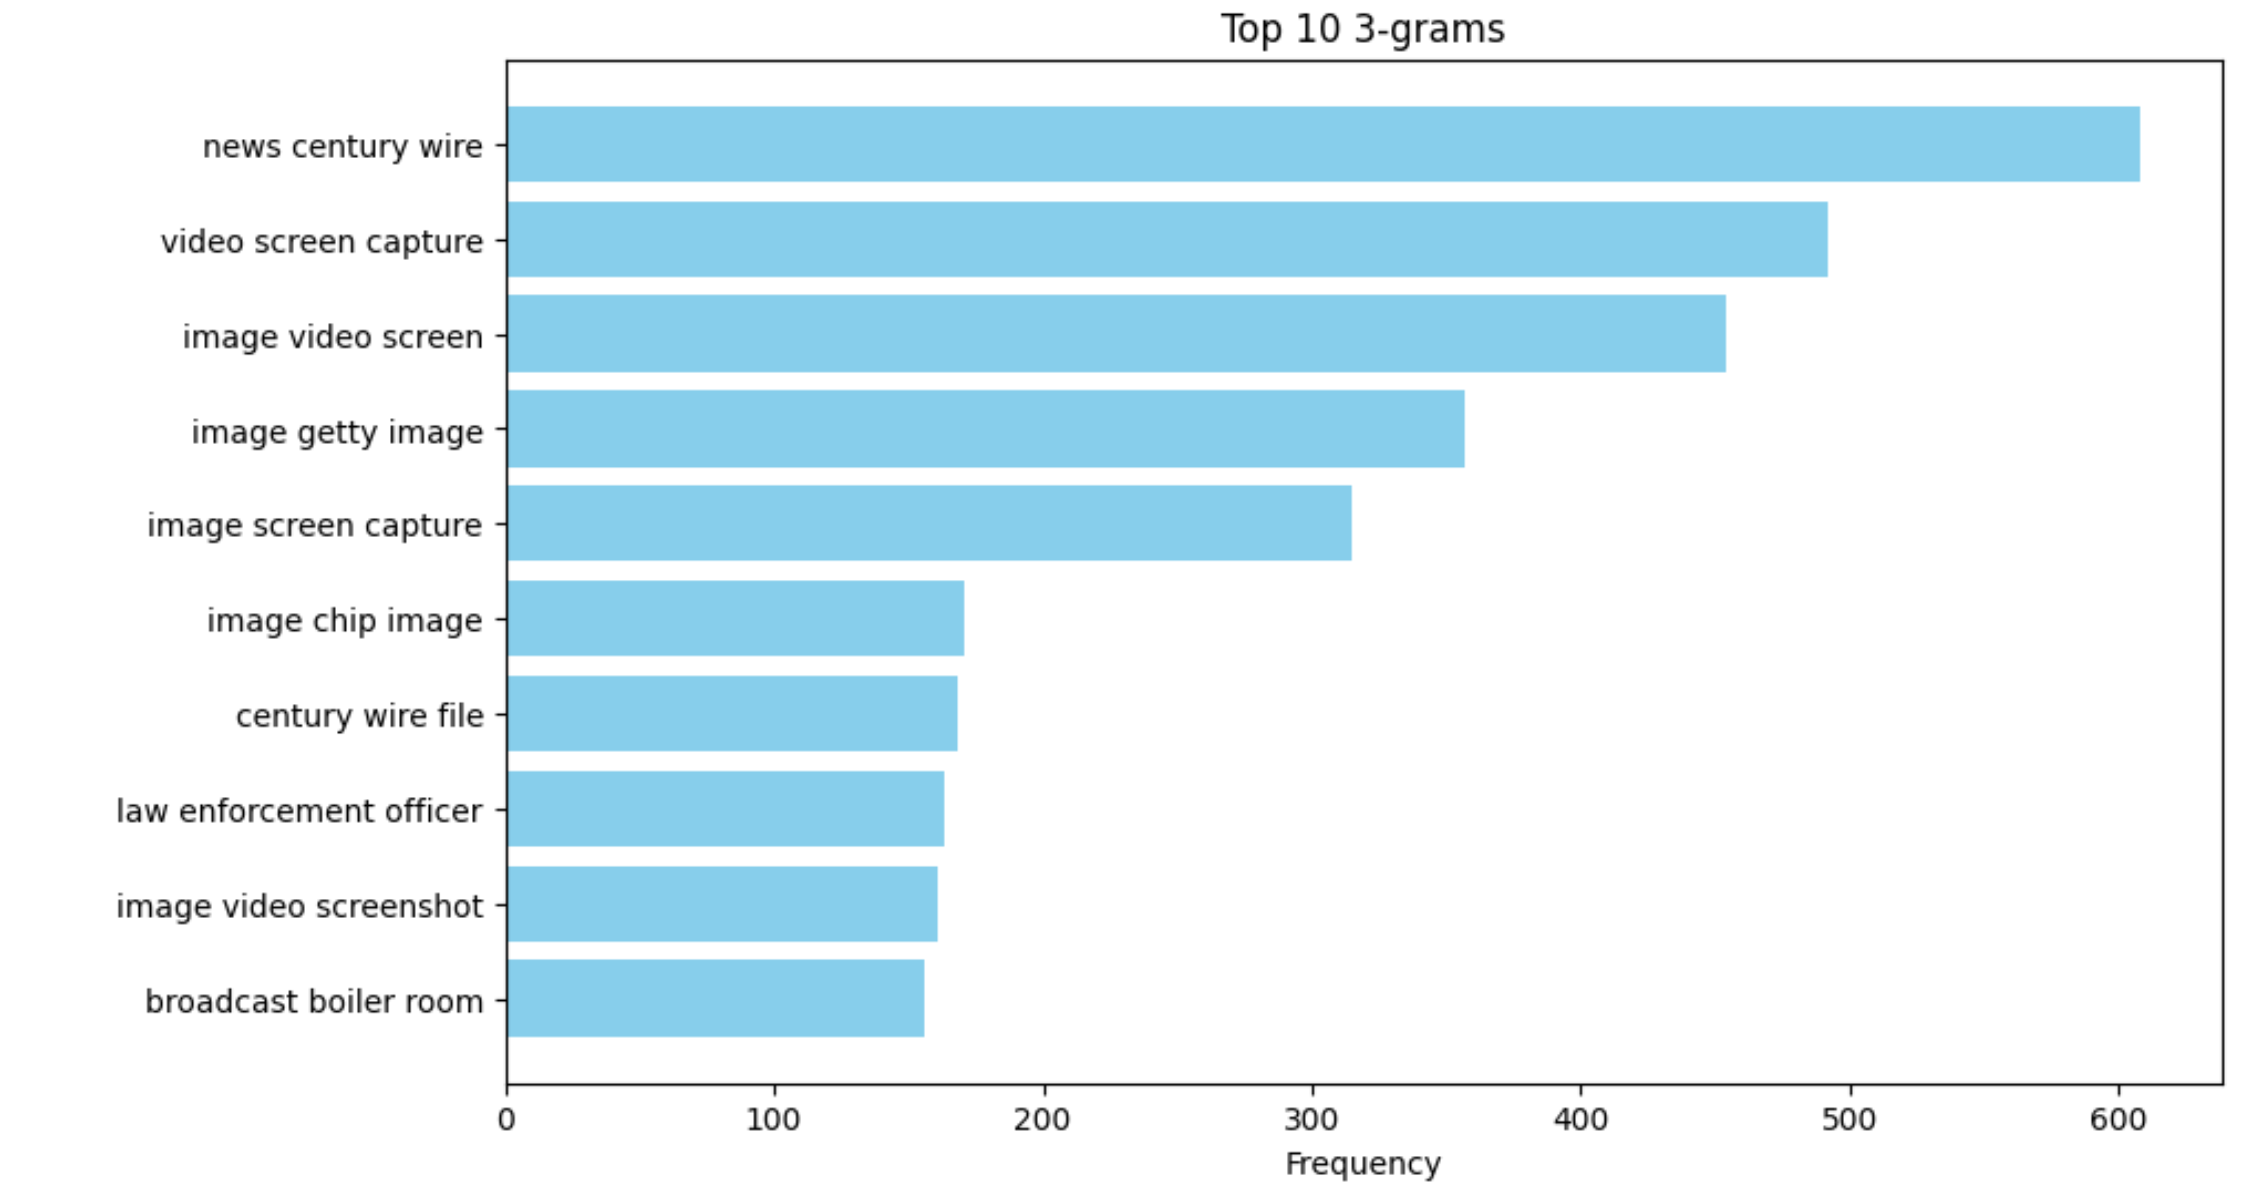 Top 10 3-grams
news century wire
video screen capture
image video screen
image getty image
image screen capture
image chip image
century wire file
law enforcement officer
image video screenshot
broadcast boiler room
0 100 200 300 400 500 600
Frequency